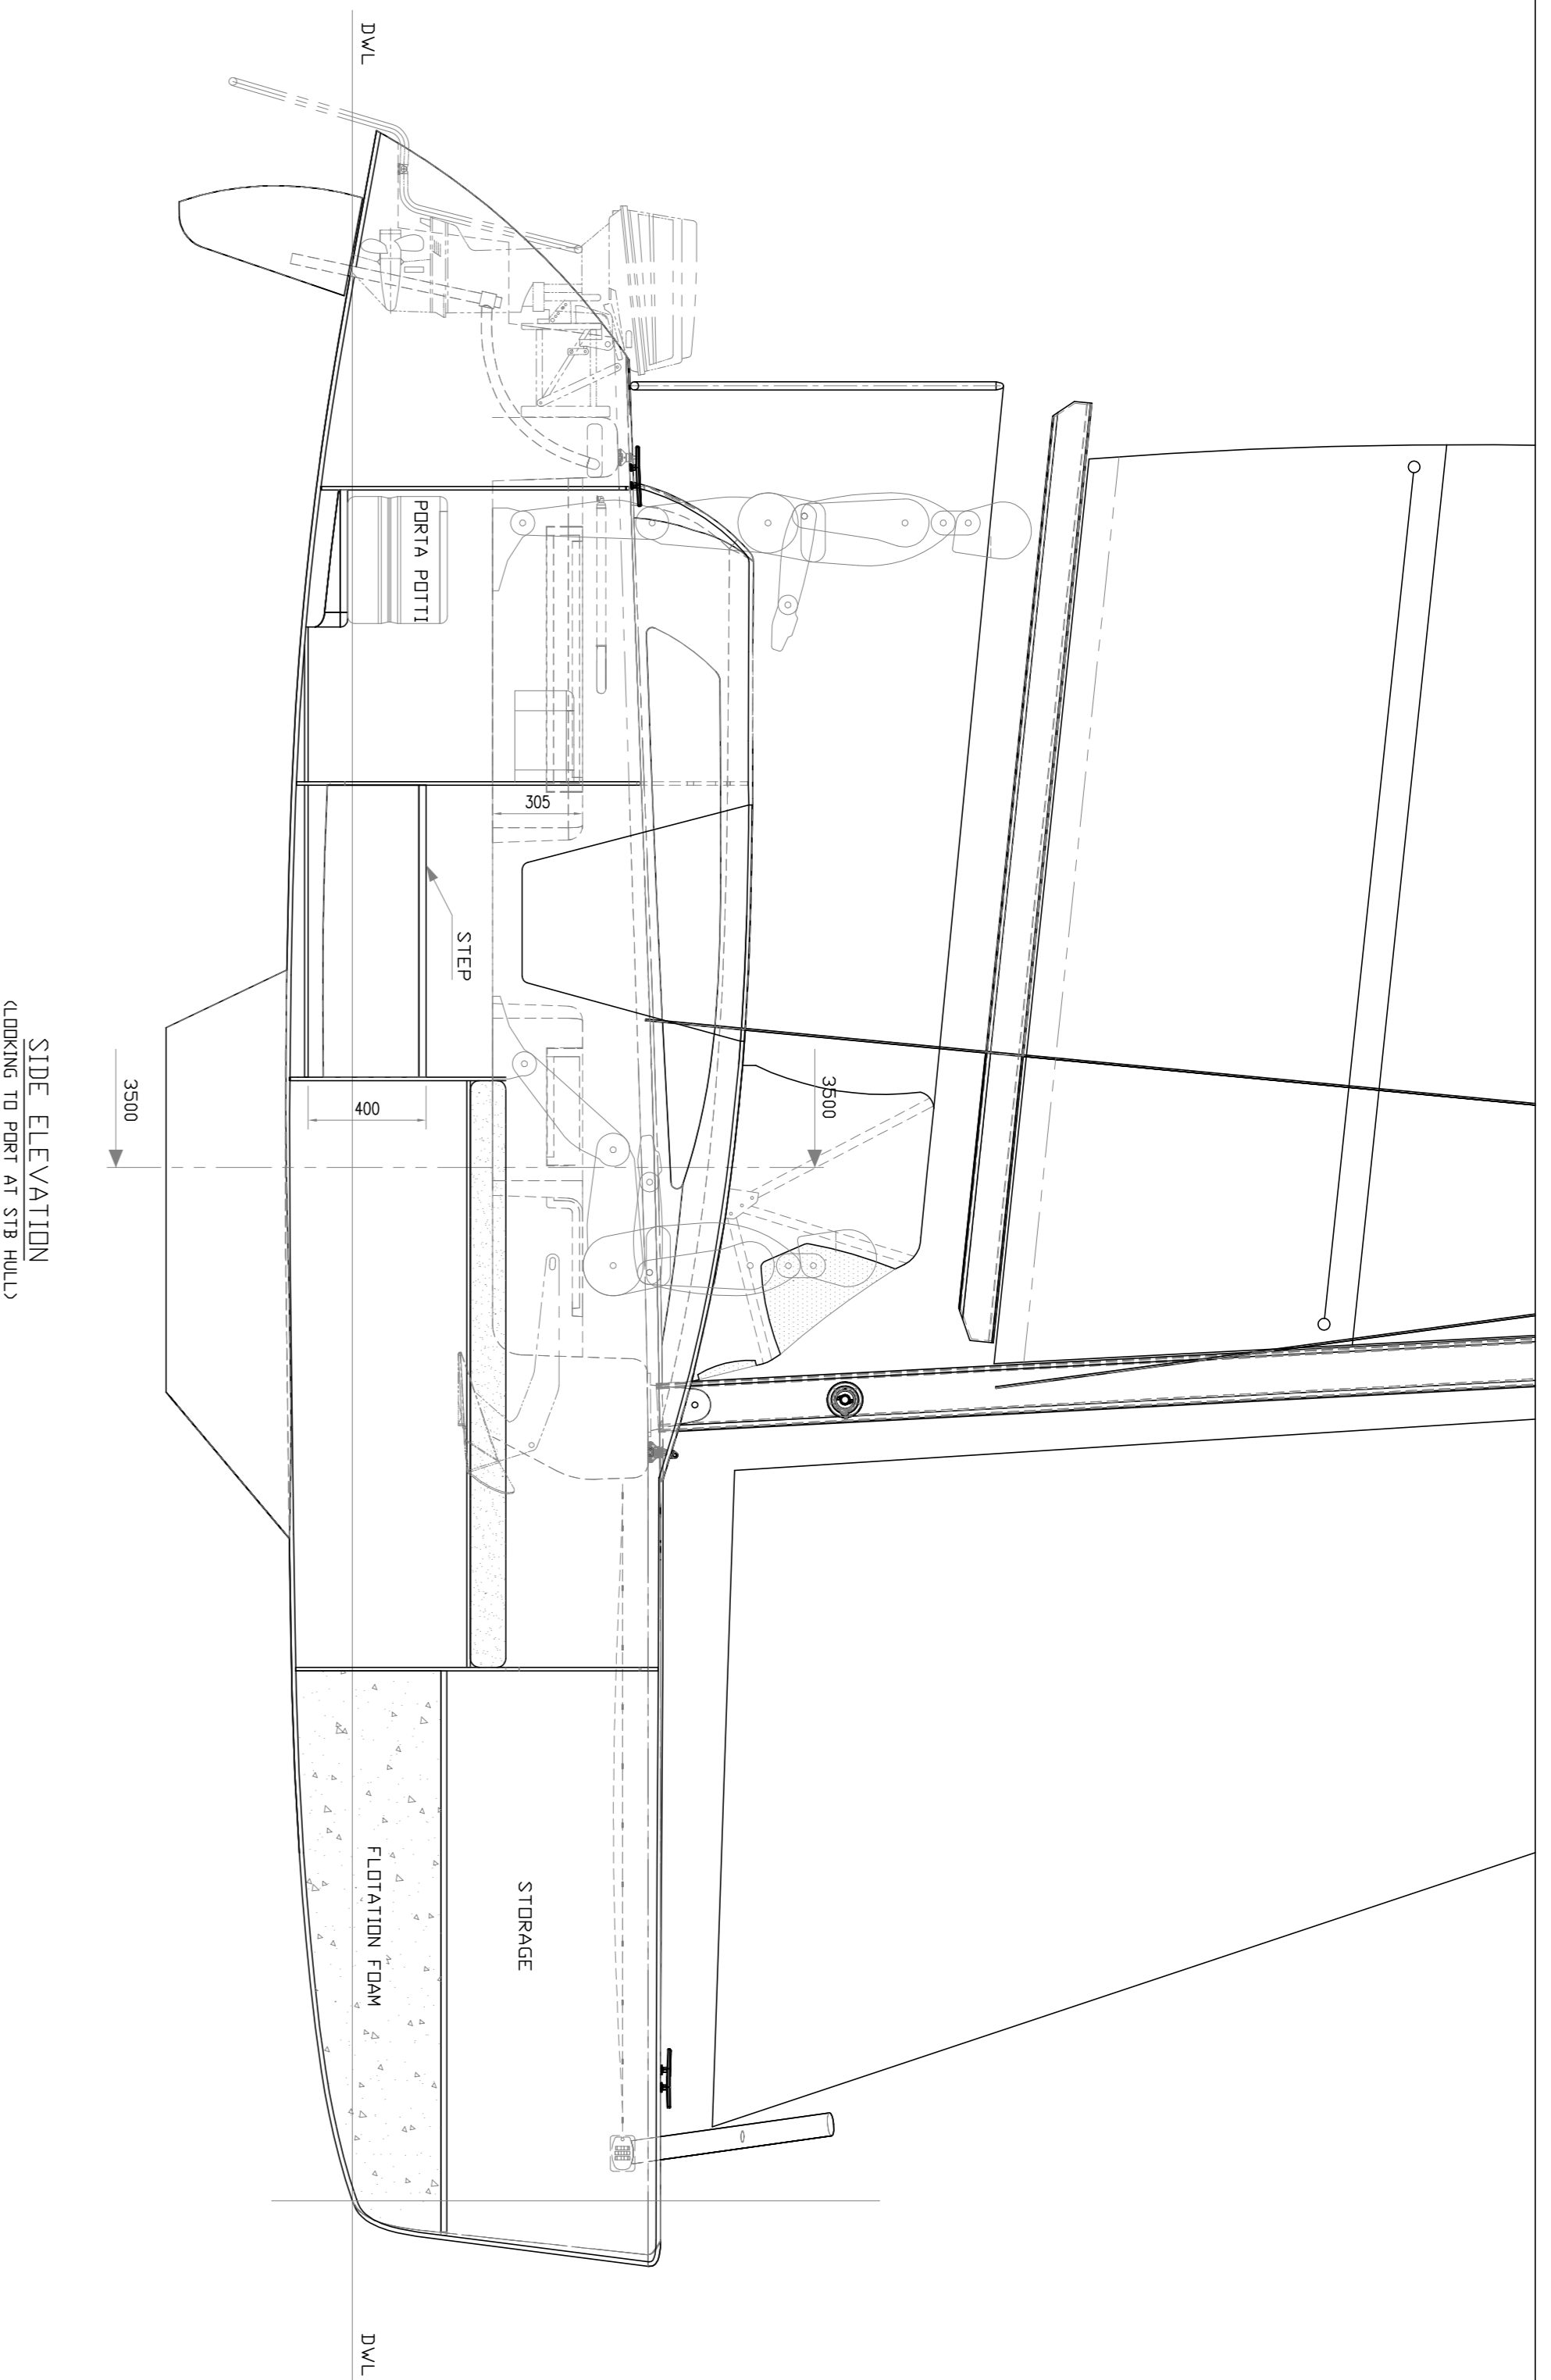 DWL
DWL
3500
3500
PORTA POTTI
305
STEP
400
STORAGE
FLOTATION FOAM
SIDE ELEVATION
(LOOKING TO PORT AT STB HULL)